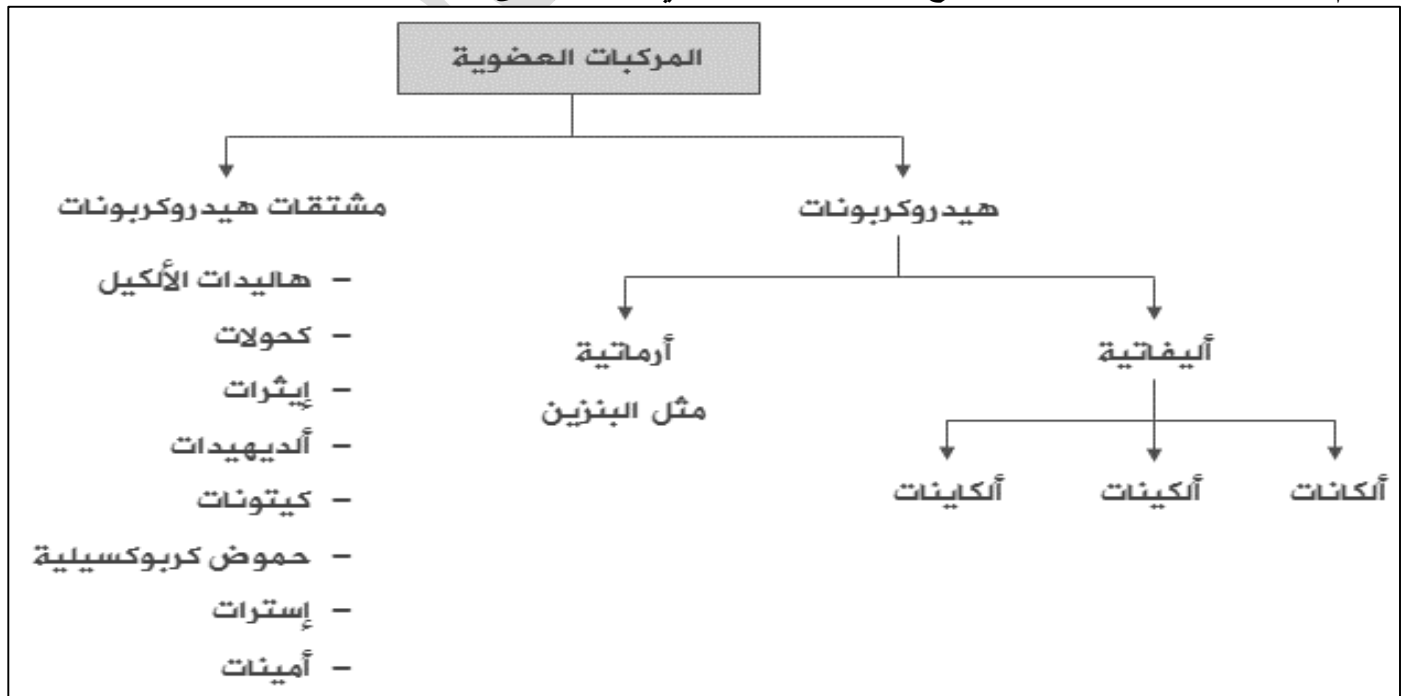 المركبات العضوية
هيدروكربونات
مشتقات هيدروكربونات
أليفاتية
أرماتية
مثل البنزين
ألكانات
ألكينات
ألكاينات
– هاليدات الألكيل
– كحولات
– إيثرات
– ألديهيدات
– كيتونات
– حموض كربوكسيلية
– إسترات
– أمينات